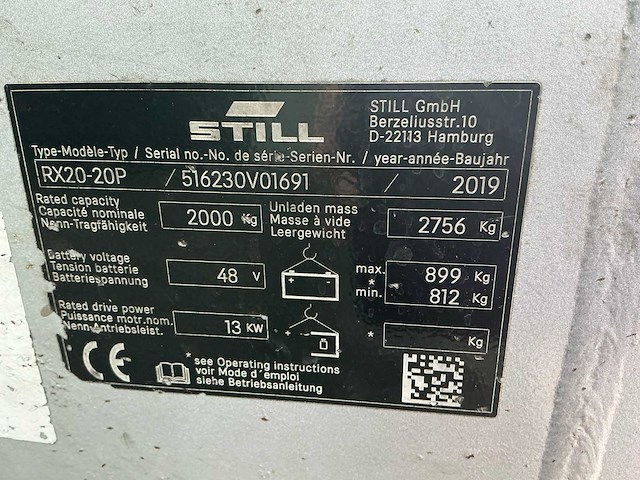 STILL
STILL GmbH
Berzeliusstr.10
D-22113 Hamburg
Type-Modèle-Typ / Serial no.-No. de série-Serien-Nr. / year-année-Baujahr
RX20-20P / 516230V01691 / 2019
Rated capacity
Capacité nominale
Nenn-Tragfähigkeit
2000 kg
Unladen mass
Masse à vide
Leergewicht
2756 Kg
Battery voltage
Tension batterie
Batteriespannung
48 V
+ -
max. 899 Kg
*
min. 812 Kg
Rated drive power
Puissance motr.nom.
Nenn-Antriebsleist.
13 KW
+
* Kg
CE
* see Operating instructions
voir Mode d'emploi
siehe Betriebsanleitung